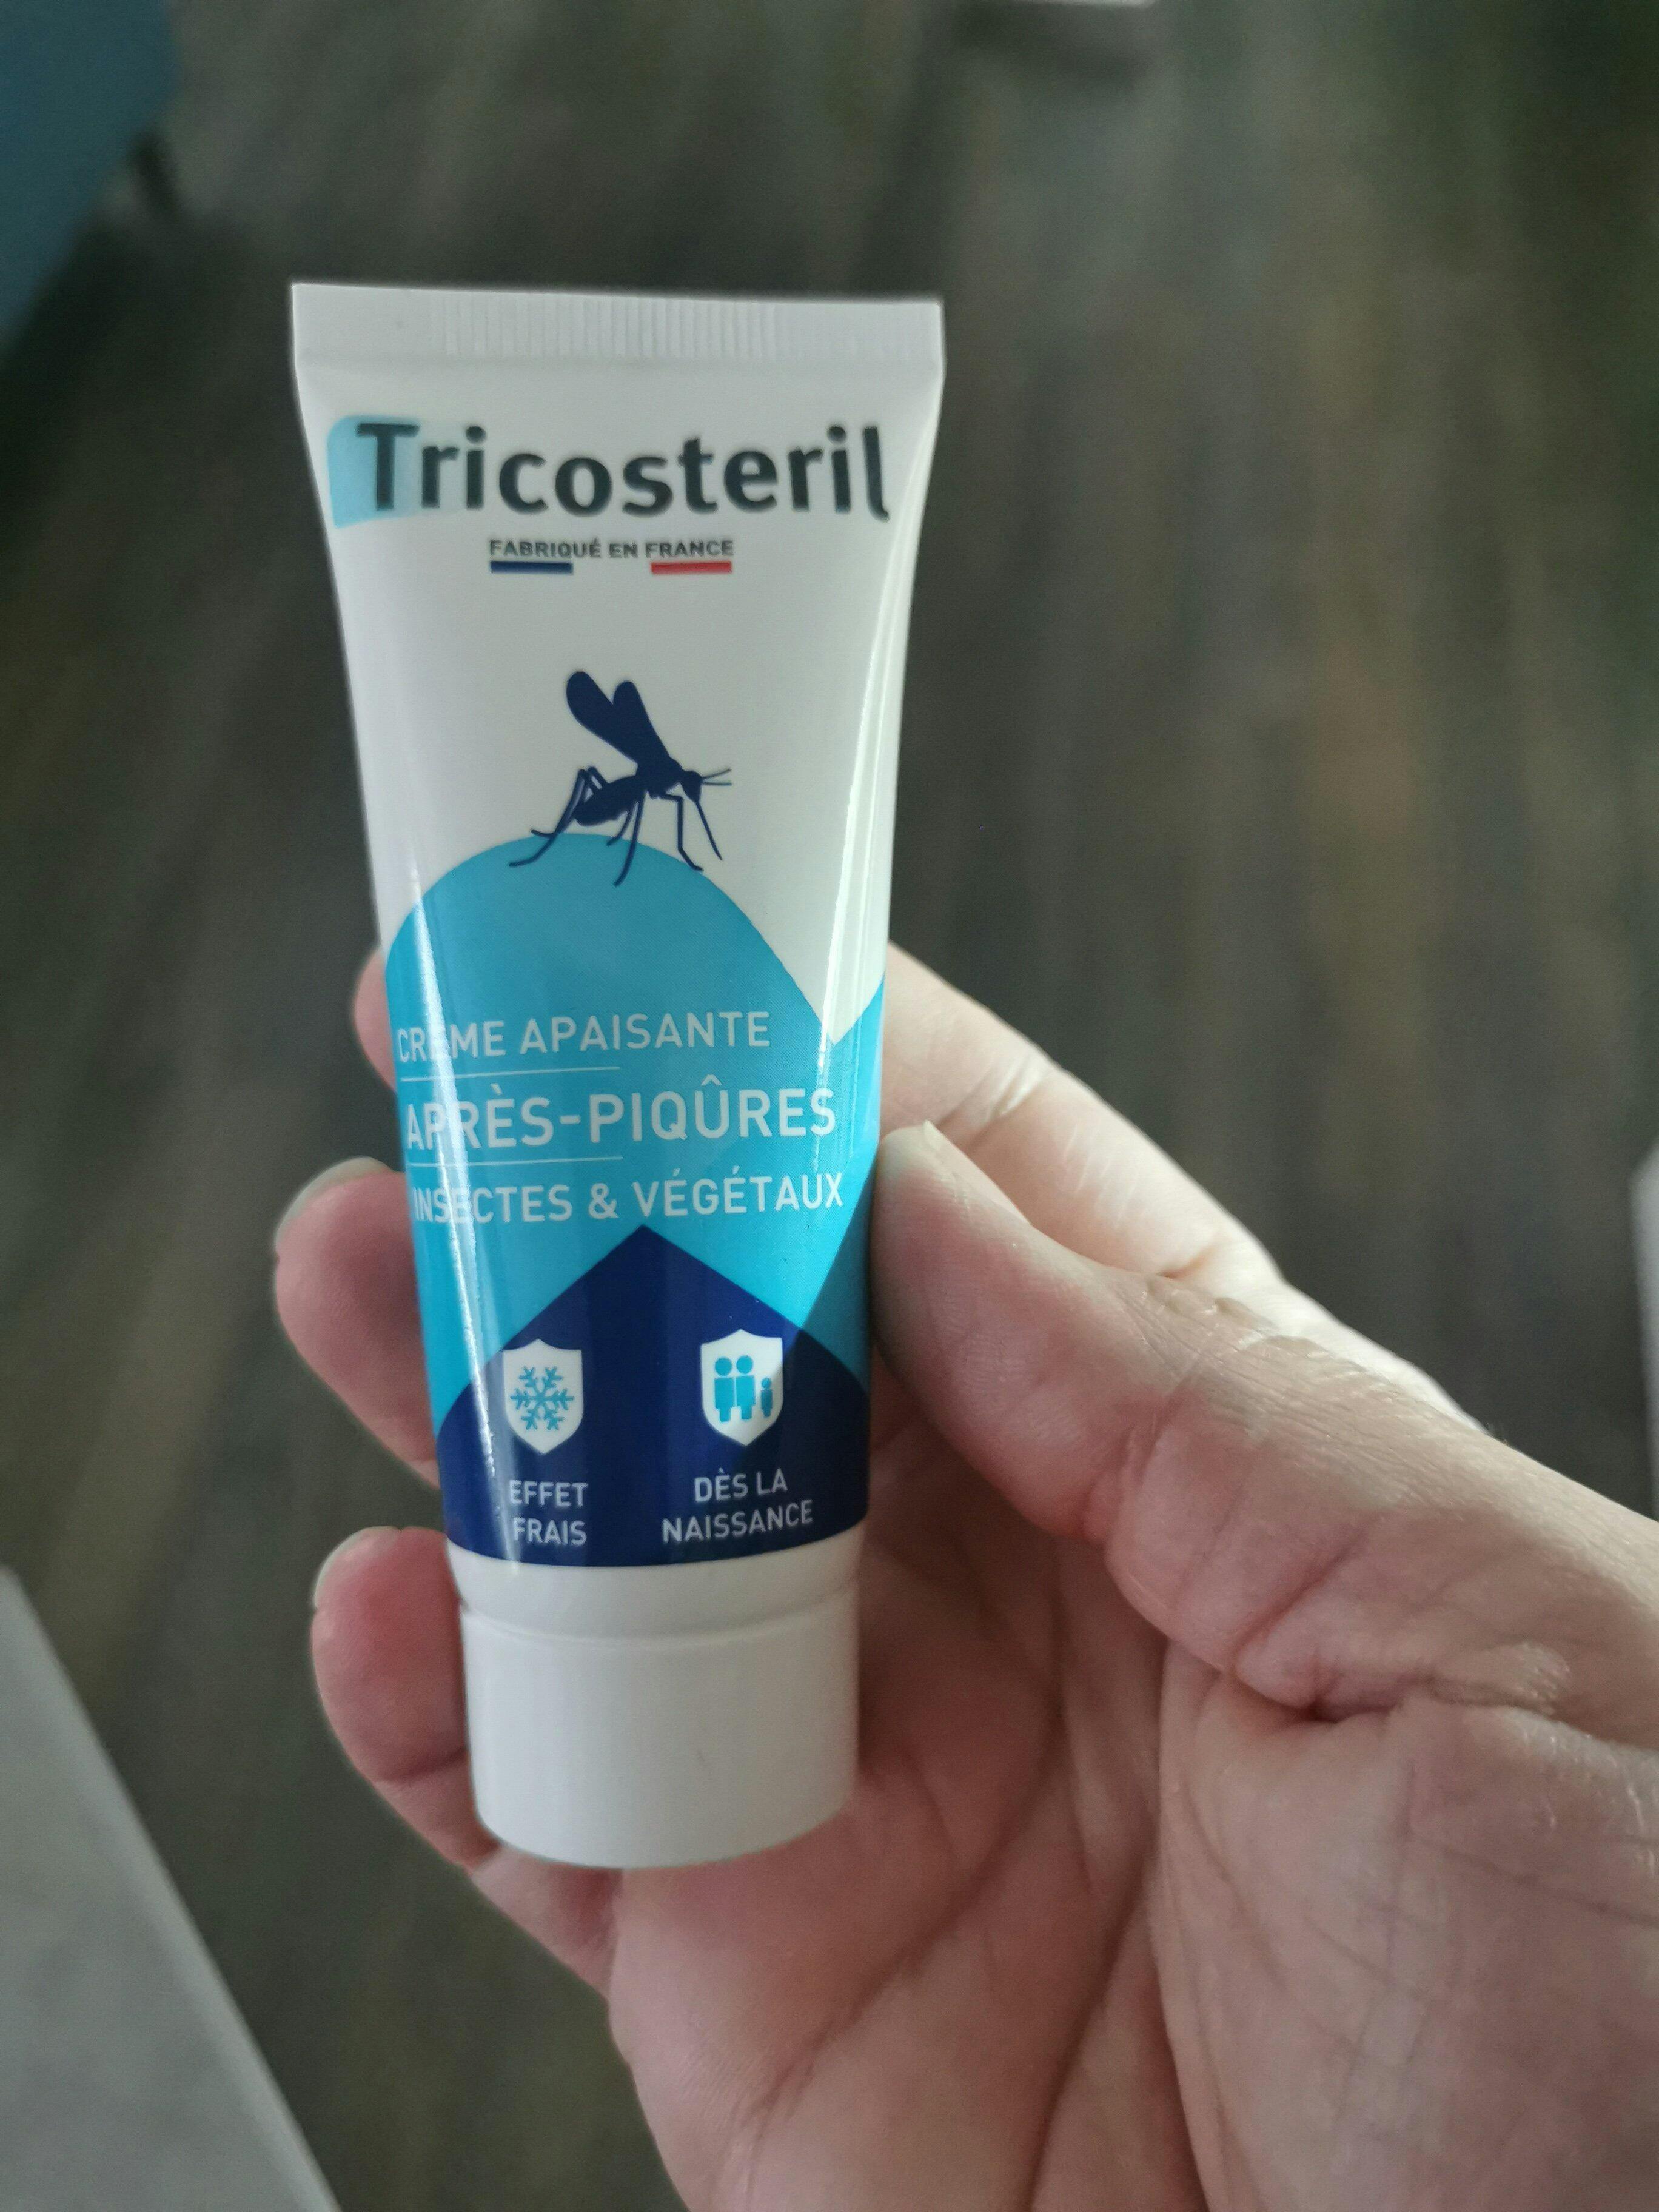 Tricosteril
FABRIQUÉ EN FRANCE
CRÈME APAISANTE
APRÈS-PIQÛRES
INSECTES & VÉGÉTAUX
EFFET
FRAIS
DÈS LA
NAISSANCE